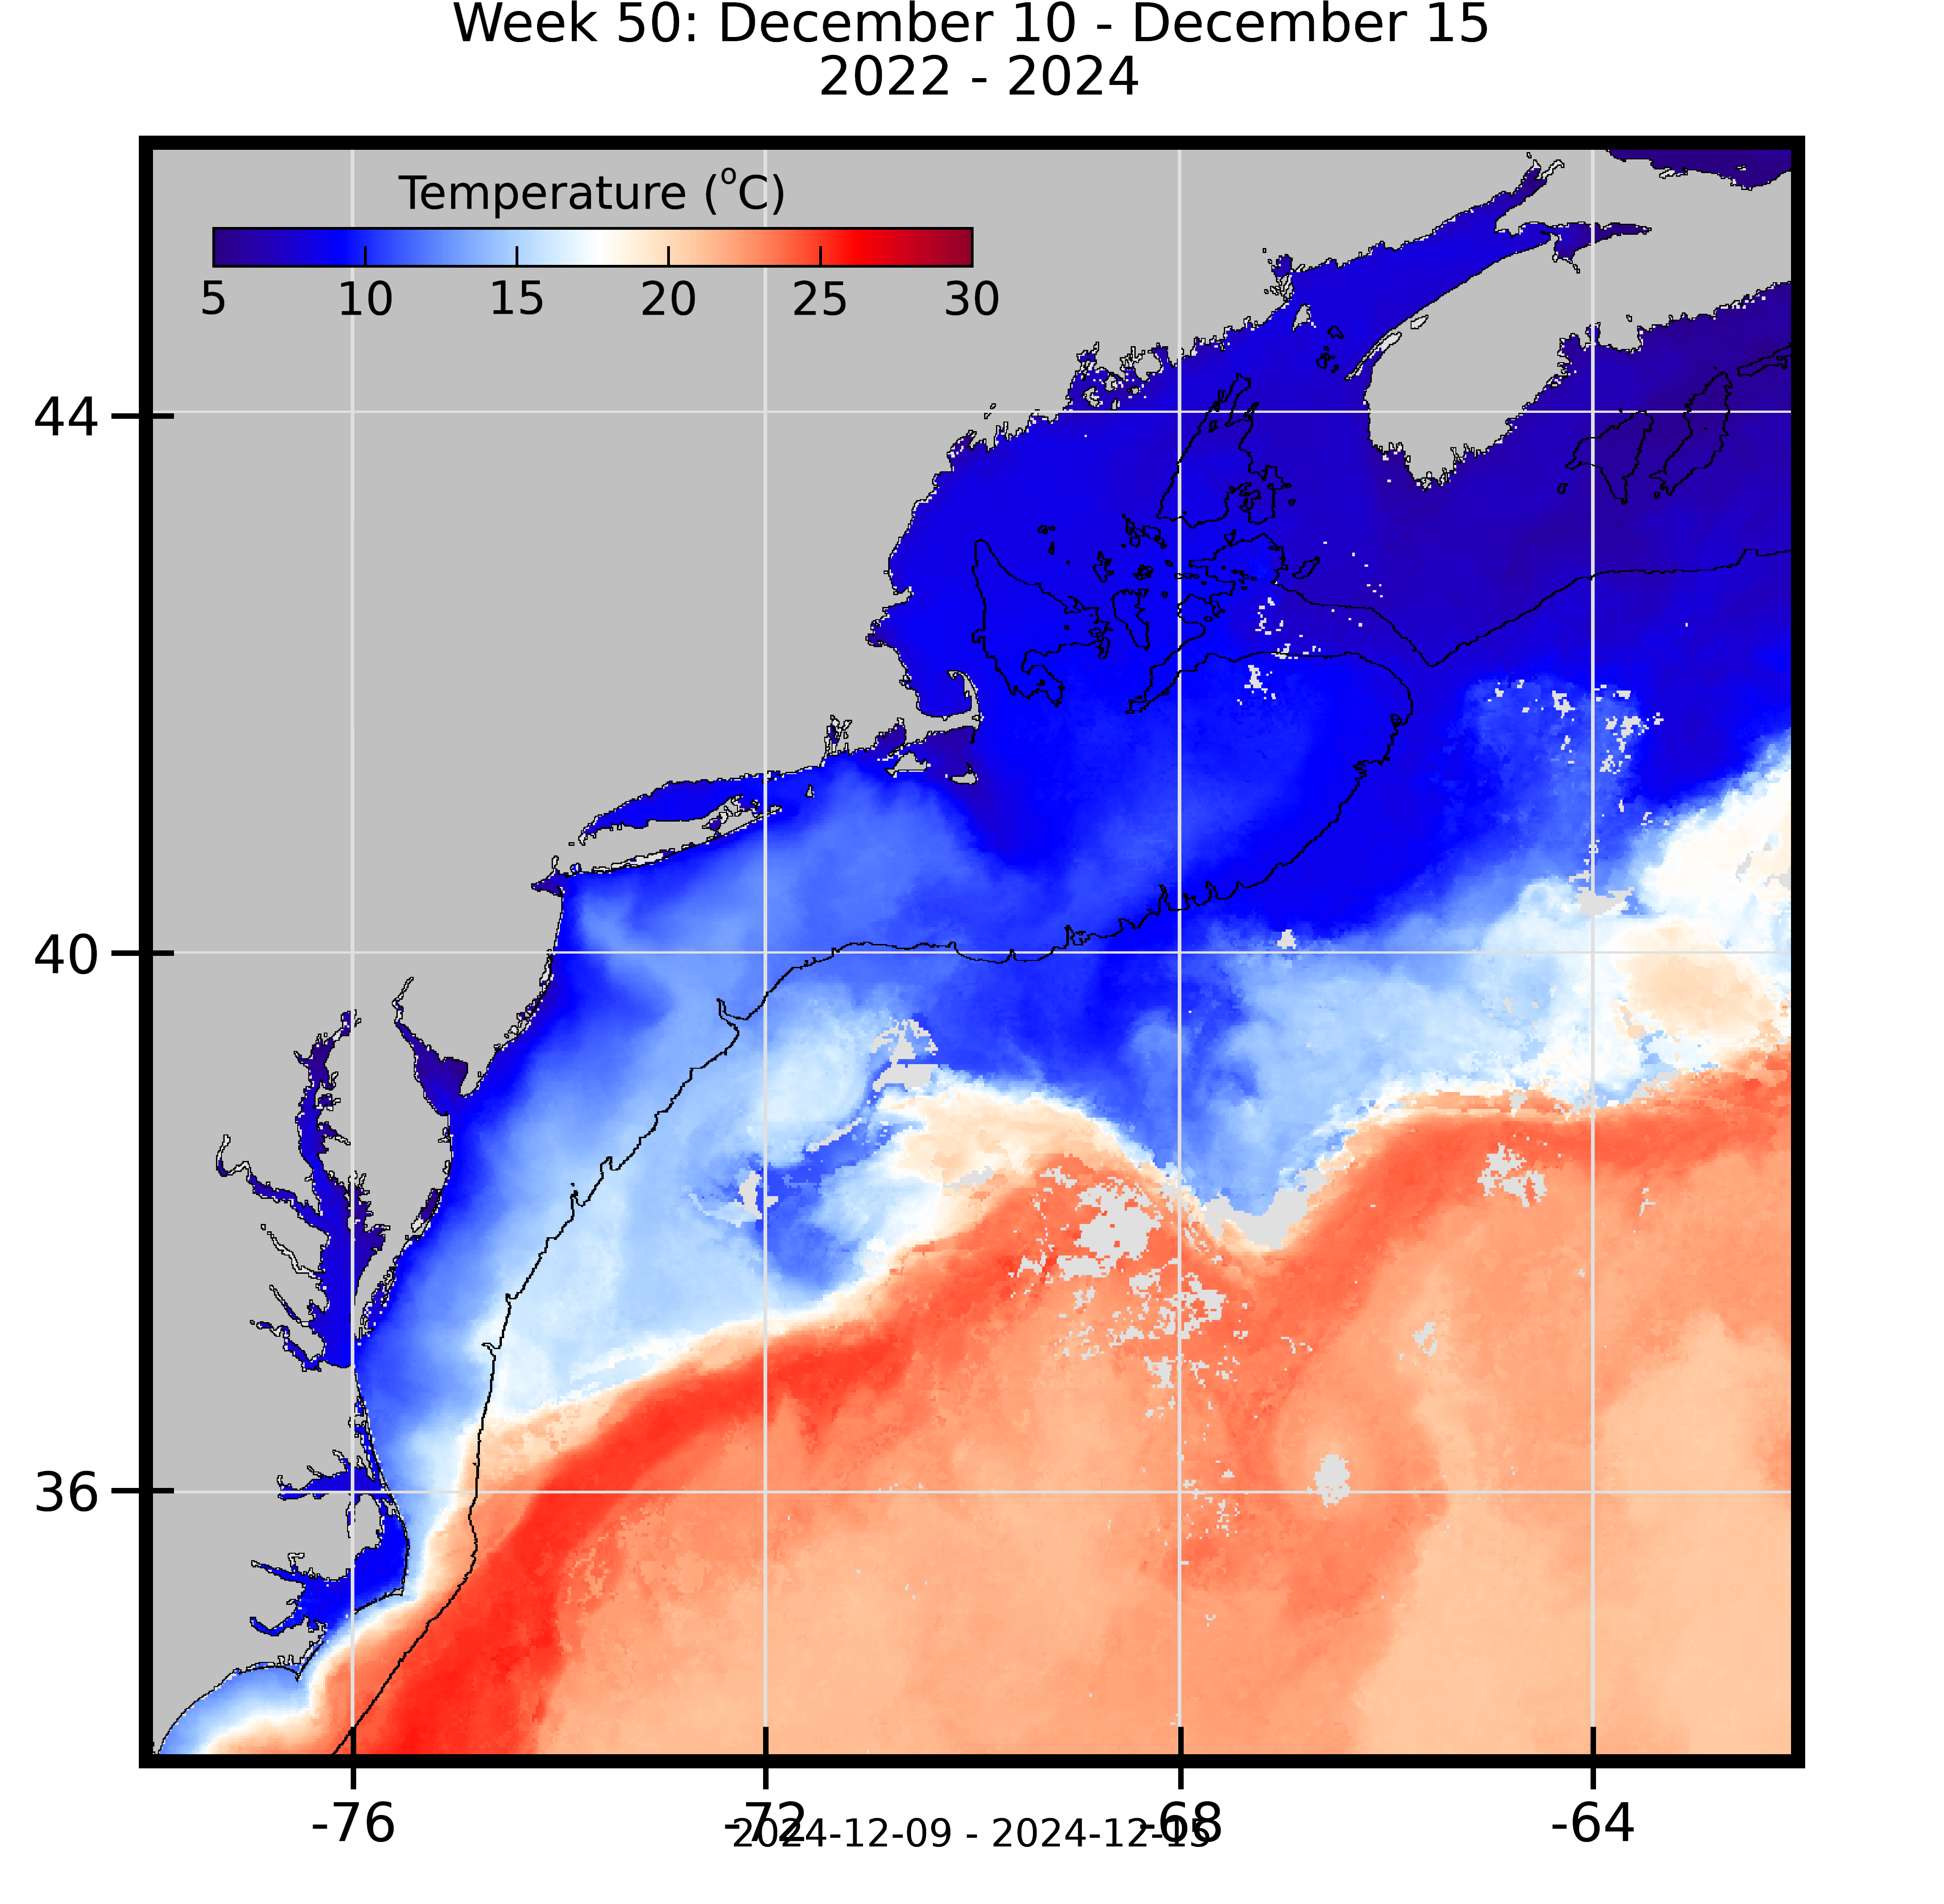 Week 50: December 10 - December 15
2022 - 2024
Temperature (oC)
5 10 15 20 25 30
44
40
36
-76 -72 -68 -64
2024-12-09 - 2024-12-15